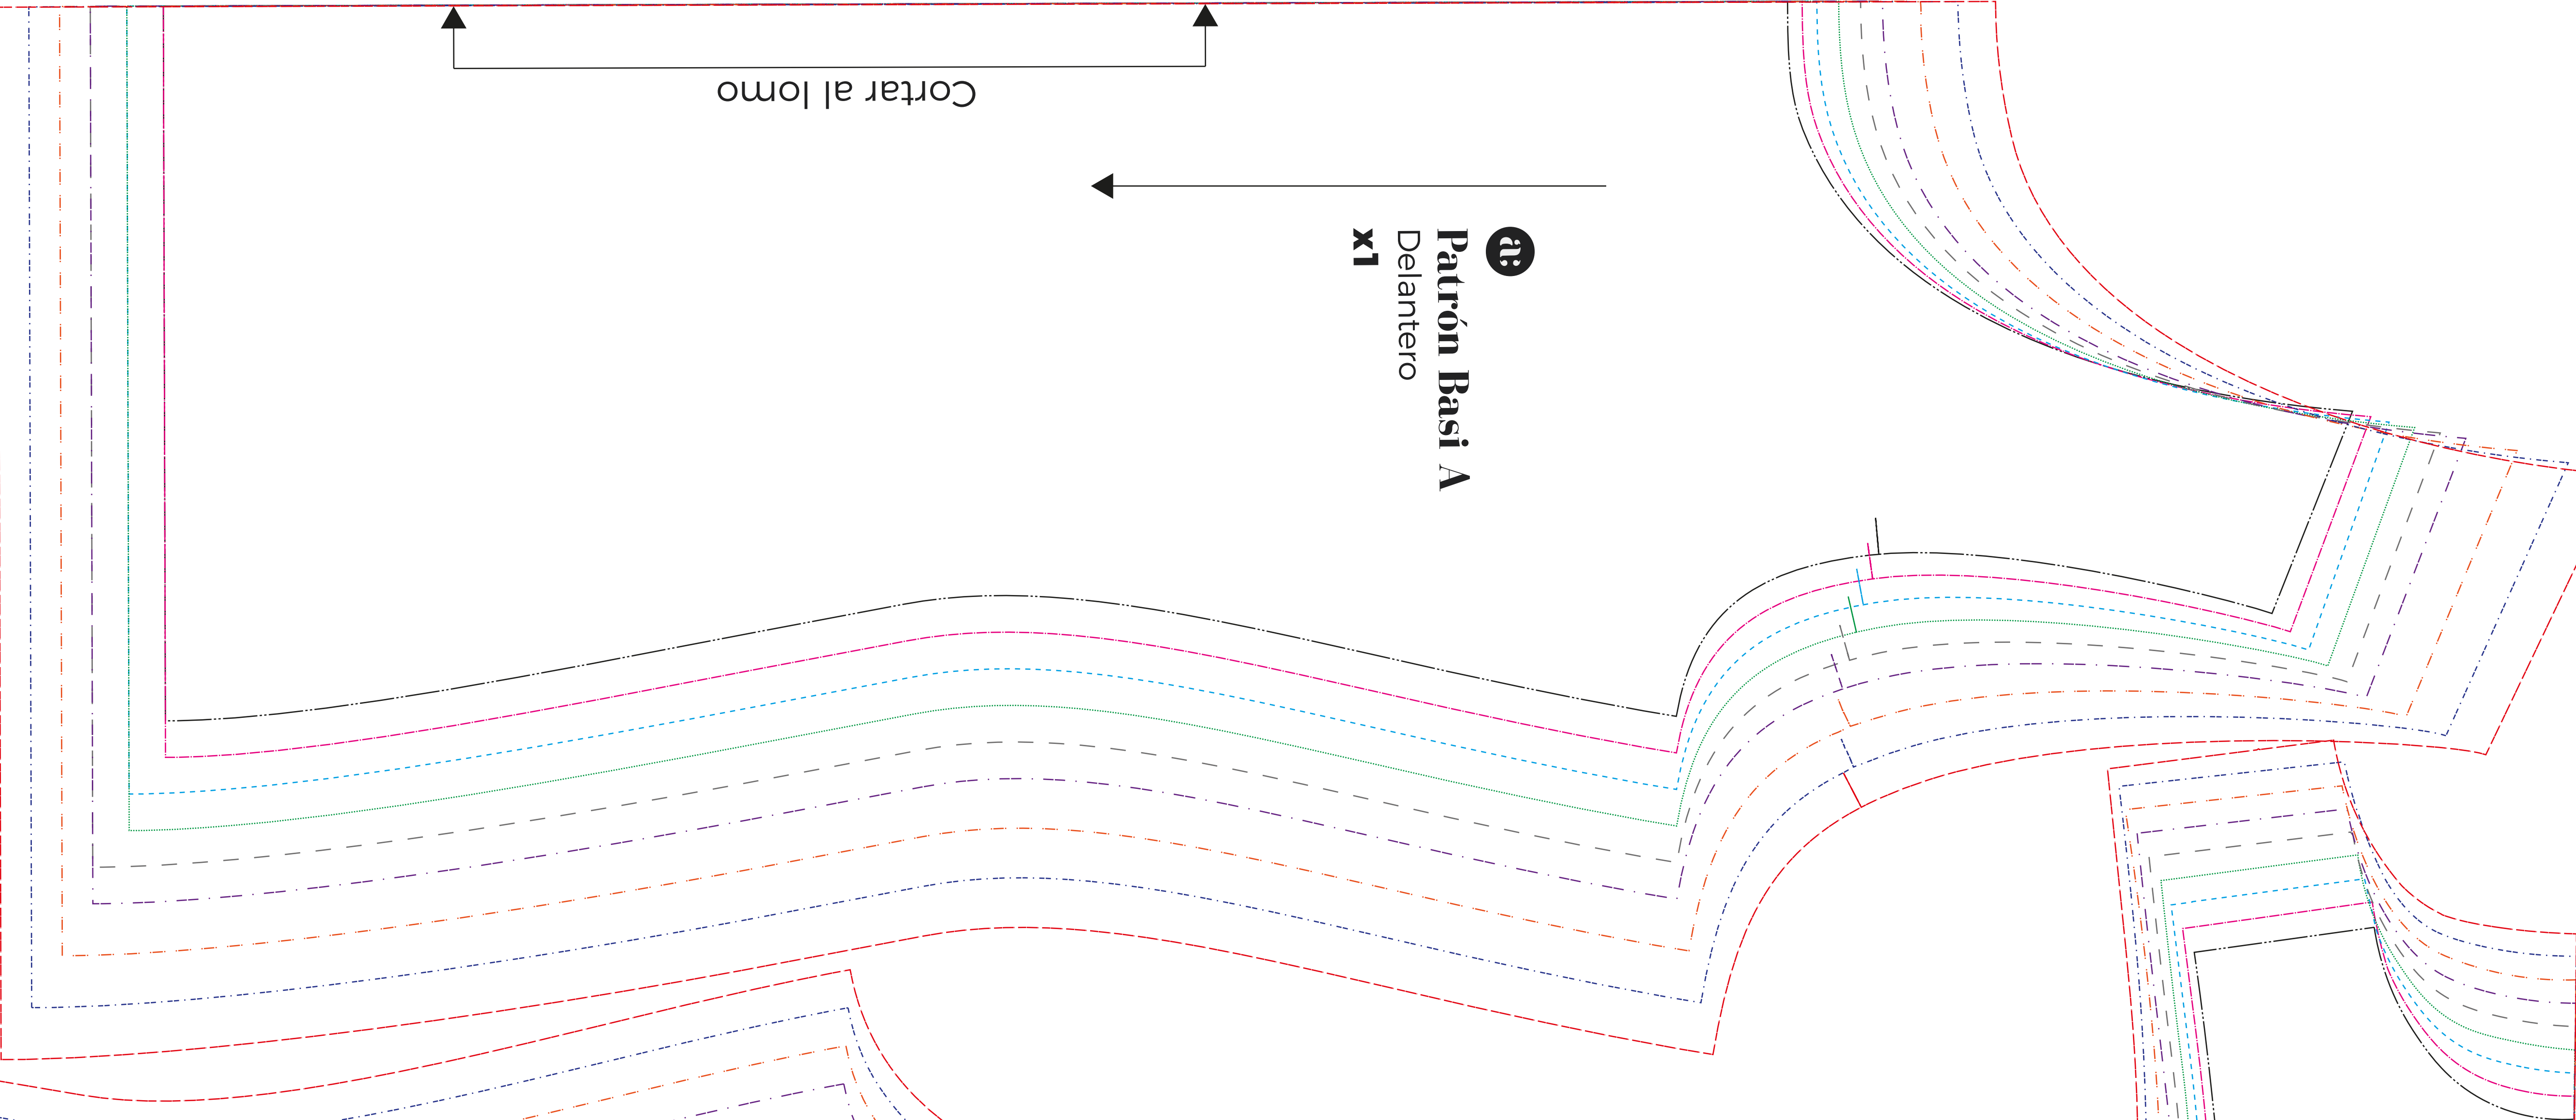 Cortar al lomo
a:
Patrón Basi A
Delantero
x1